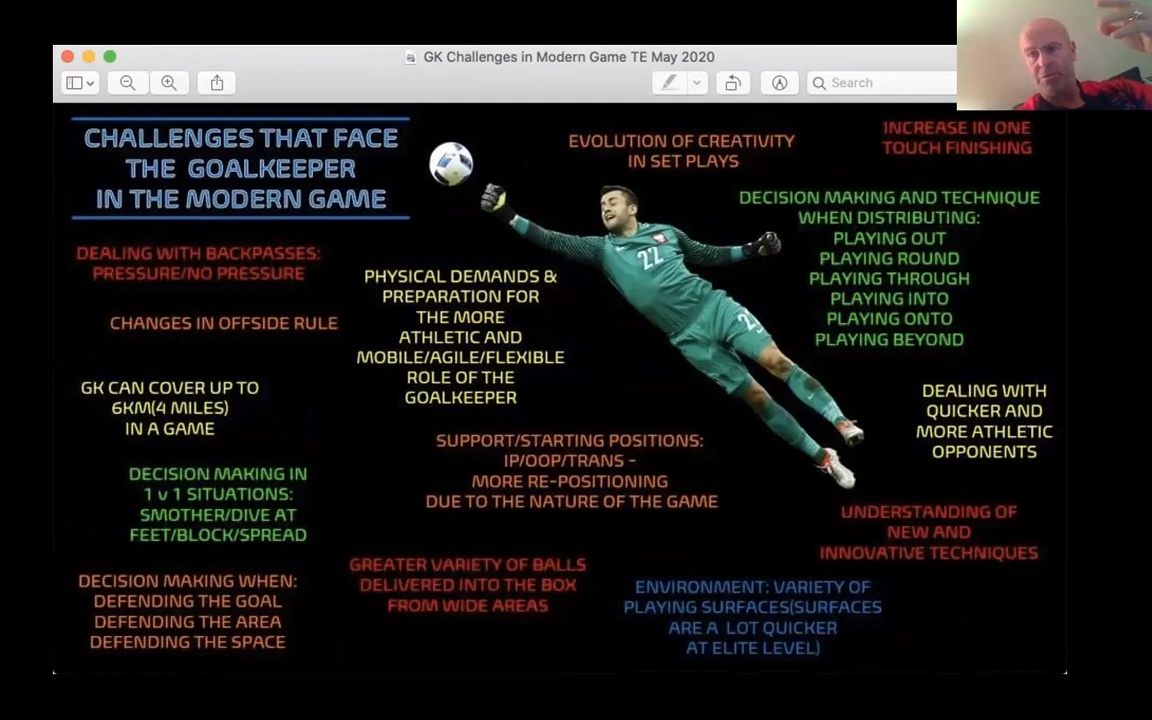 GK Challenges in Modern Game TE May 2020
Search
CHALLENGES THAT FACE
THE GOALKEEPER
IN THE MODERN GAME
EVOLUTION OF CREATIVITY
IN SET PLAYS
INCREASE IN ONE
TOUCH FINISHING
DECISION MAKING AND TECHNIQUE
WHEN DISTRIBUTING:
PLAYING OUT
PLAYING ROUND
PLAYING THROUGH
PLAYING INTO
PLAYING ONTO
PLAYING BEYOND
DEALING WITH BACKPASSES:
PRESSURE/NO PRESSURE
PHYSICAL DEMANDS &
PREPARATION FOR
THE MORE
ATHLETIC AND
MOBILE/AGILE/FLEXIBLE
ROLE OF THE
GOALKEEPER
22
22
CHANGES IN OFFSIDE RULE
GK CAN COVER UP TO
6KM(4 MILES)
IN A GAME
DEALING WITH
QUICKER AND
MORE ATHLETIC
OPPONENTS
SUPPORT/STARTING POSITIONS:
IP/OOP/TRANS -
MORE RE-POSITIONING
DUE TO THE NATURE OF THE GAME
DECISION MAKING IN
1 v 1 SITUATIONS:
SMOTHER/DIVE AT
FEET/BLOCK/SPREAD
UNDERSTANDING OF
NEW AND
INNOVATIVE TECHNIQUES
GREATER VARIETY OF BALLS
DELIVERED INTO THE BOX
FROM WIDE AREAS
DECISION MAKING WHEN:
DEFENDING THE GOAL
DEFENDING THE AREA
DEFENDING THE SPACE
ENVIRONMENT: VARIETY OF
PLAYING SURFACES(SURFACES
ARE A LOT QUICKER
AT ELITE LEVEL)